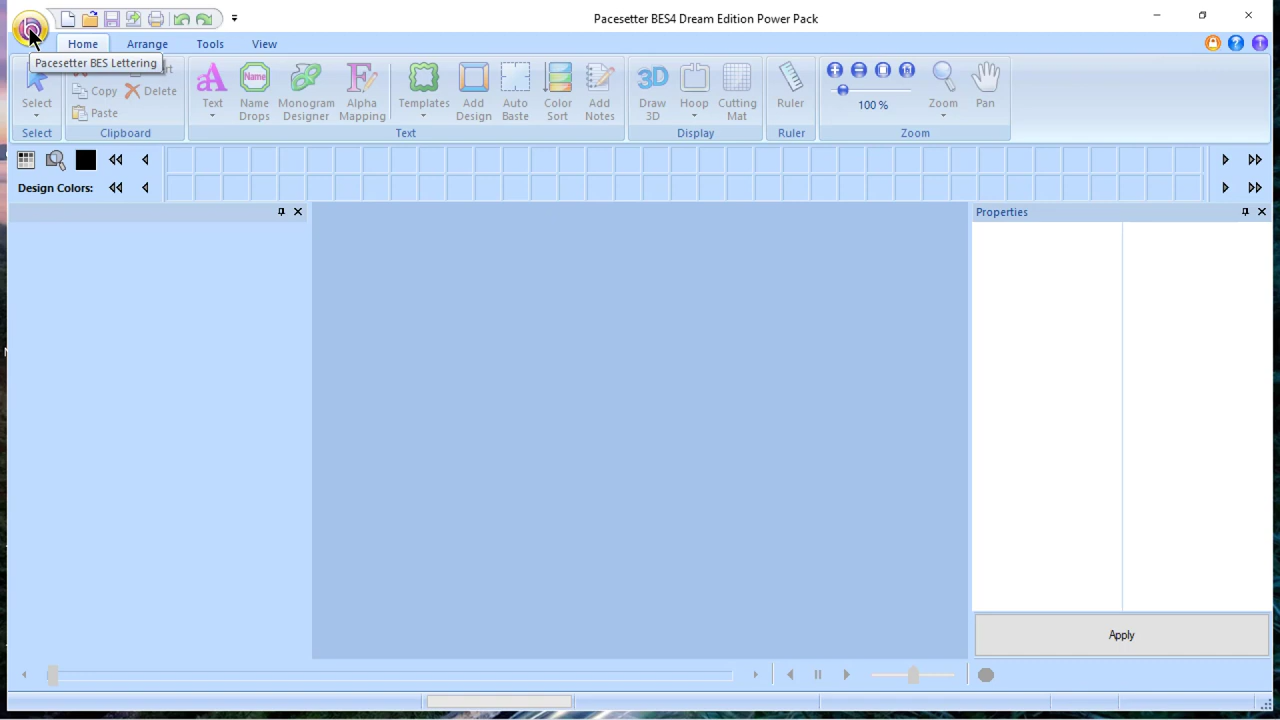 Pacesetter BES4 Dream Edition Power Pack
Home Arrange Tools View
Pacesetter BES Lettering
Select
Copy Delete
Paste
Text
Name Drops
Name
Monogram Designer
Alpha Mapping
Templates
Add Design
Auto Baste
Color Sort
Add Notes
3D
Draw 3D
Hoop
Cutting Mat
Ruler
100 %
Zoom
Pan
Select Clipboard Text Display Ruler Zoom
Design Colors:
Properties
Apply